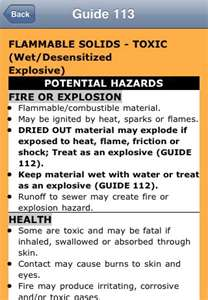 Back
Guide 113
FLAMMABLE SOLIDS - TOXIC
(Wet/Desensitized
Explosive)
POTENTIAL HAZARDS
FIRE OR EXPLOSION
• Flammable/combustible material.
• May be ignited by heat, sparks or flames.
• DRIED OUT material may explode if
exposed to heat, flame, friction or
shock; Treat as an explosive (GUIDE
112).
• Keep material wet with water or treat
as an explosive (GUIDE 112).
• Runoff to sewer may create fire or
explosion hazard.
HEALTH
• Some are toxic and may be fatal if
inhaled, swallowed or absorbed through
skin.
• Contact may cause burns to skin and
eyes.
• Fire may produce irritating, corrosive
and/or toxic gases.